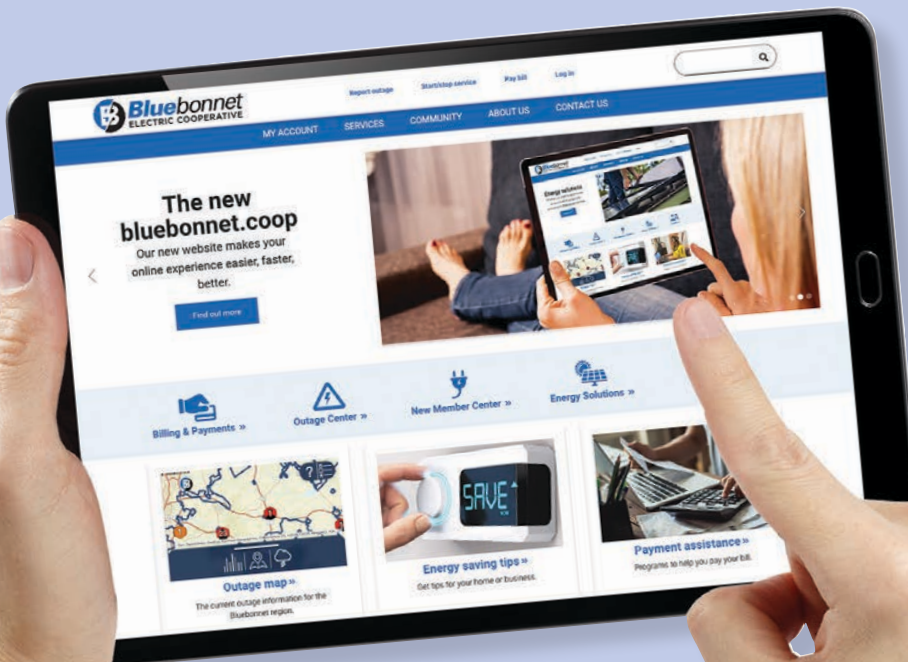 Report outage
Start/stop service
Pay bill
Log in
Bluebonnet
ELECTRIC COOPERATIVE
MY ACCOUNT
SERVICES
COMMUNITY
ABOUT US
CONTACT US
The new
bluebonnet.coop
Our new website makes your
online experience easier, faster,
better.
Find out more
Energy solutions
Billing & Payments »
Outage Center »
New Member Center »
Energy Solutions »
?
SAVE
Outage map »
The current outage information for the
Bluebonnet region.
Energy saving tips »
Get tips for your home or business.
Payment assistance »
Programs to help you pay your bill.